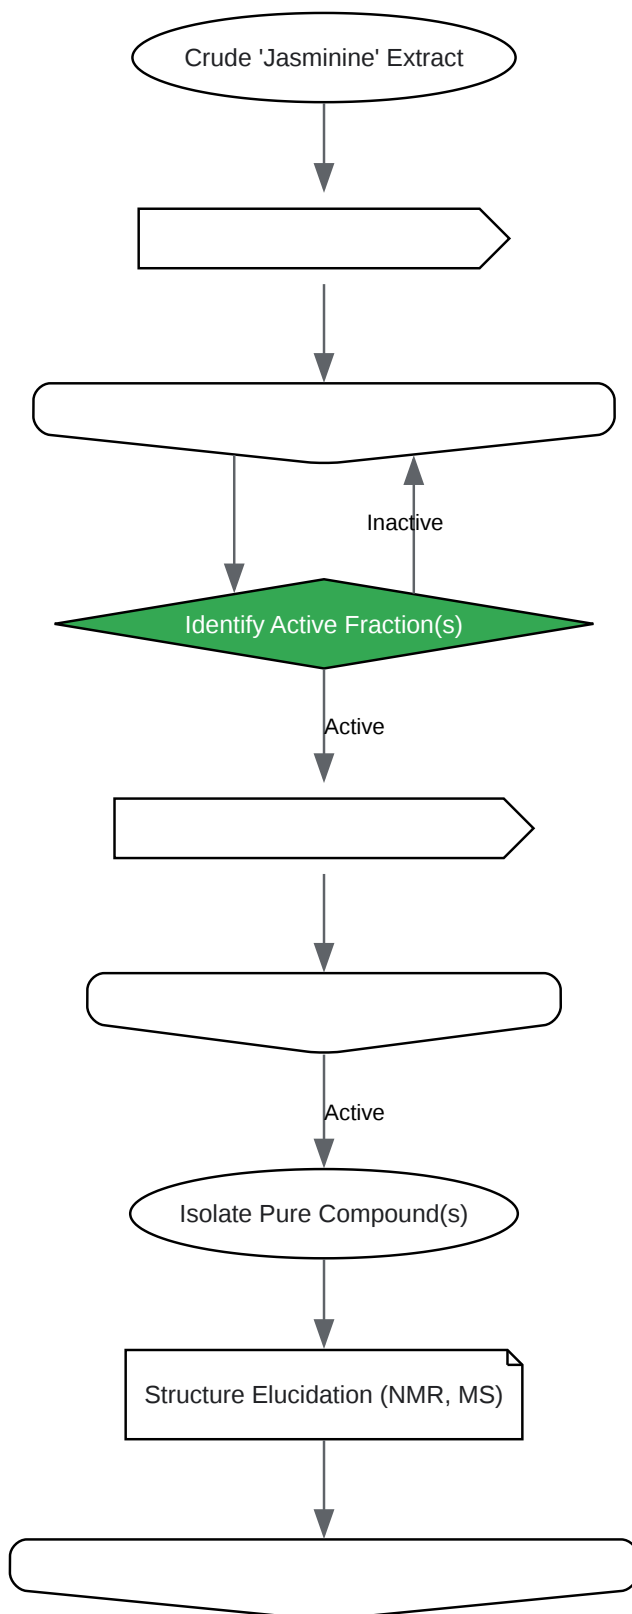 Crude 'Jasminine' Extract
Inactive
Identify Active Fraction(s)
Active
Active
Isolate Pure Compound(s)
Structure Elucidation (NMR, MS)